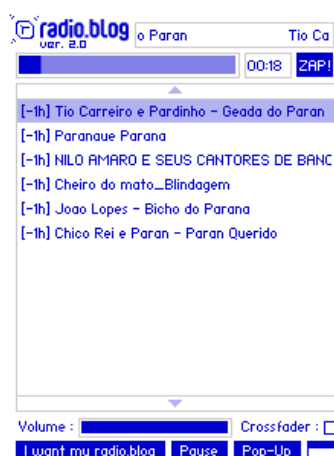 radio.blog
ver. 2.0
o Paran Tio Ca
00:18 ZAP!
[-1h] Tio Carreiro e Pardinho - Geada do Paran
[-1h] Paranaue Parana
[-1h] NILO AMARO E SEUS CANTORES DE BANC
[-1h] Cheiro do mato_Blindagem
[-1h] Joao Lopes - Bicho do Parana
[-1h] Chico Rei e Paran - Paran Querido
Volume : Crossfader :
I want my radio.blog Pause Pop-Up